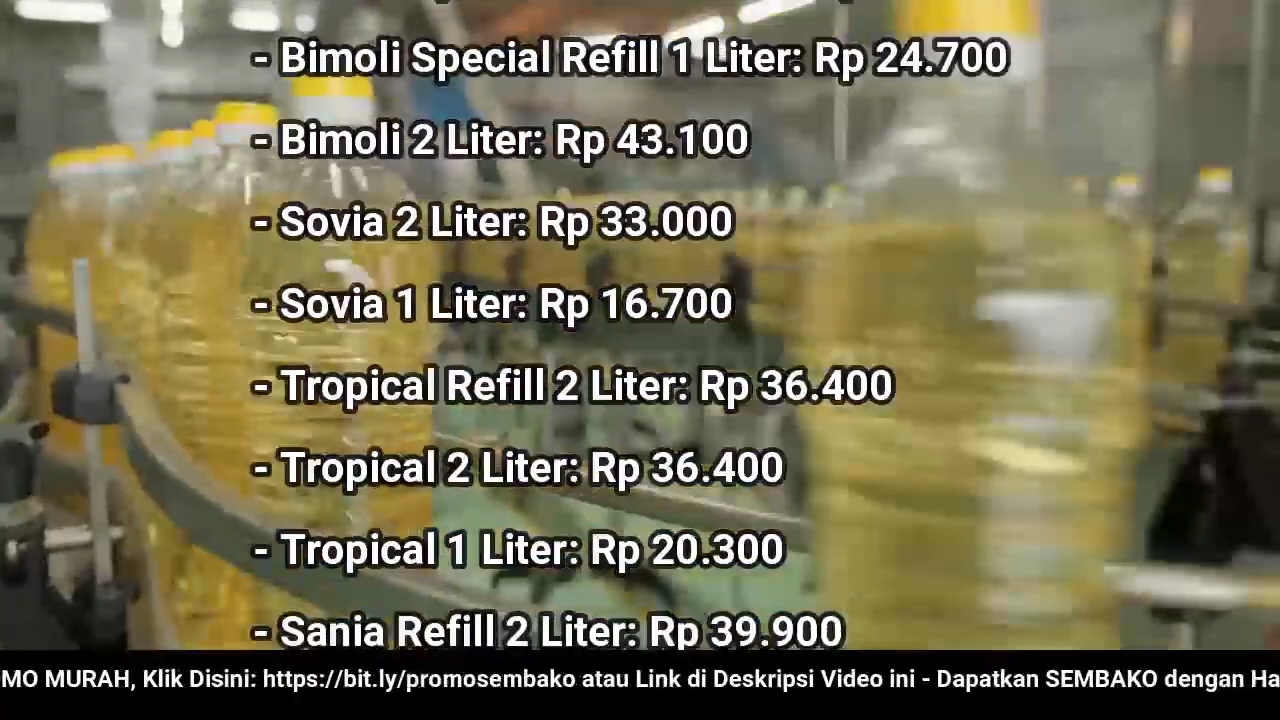 - Bimoli Special Refill 1 Liter: Rp 24.700
- Bimoli 2 Liter: Rp 43.100
- Sovia 2 Liter: Rp 33.000
- Sovia 1 Liter: Rp 16.700
- Tropical Refill 2 Liter: Rp 36.400
- Tropical 2 Liter: Rp 36.400
- Tropical 1 Liter: Rp 20.300
- Sania Refill 2 Liter: Rp 39.900
MO MURAH, Klik Disini: https://bit.ly/promosembako atau Link di Deskripsi Video ini - Dapatkan SEMBAKO dengan Ha